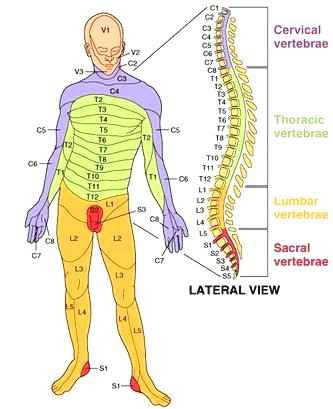 V1
V2
C2
V3
C3
C4
T2
T3
T4
C5
T5
C5
T2
T6
T2
T7
T8
C6
T9
C6
T1
T10
T1
T11
T12
L1
S2
S3
C8
C8
C7
C7
L2
L2
L3
L3
L5
L4
L4
L5
S1
S1
C1
C2
C3
C4
C5
C6
C7
C8
T1
T2
T3
T4
T5
T6
T7
T8
T9
T10
T11
T12
L1
L2
L3
L4
L5
S1
S2
S3
S4
S5
Cervical
vertebrae
Thoracic
vertebrae
Lumbar
vertebrae
Sacral
vertebrae
LATERAL VIEW